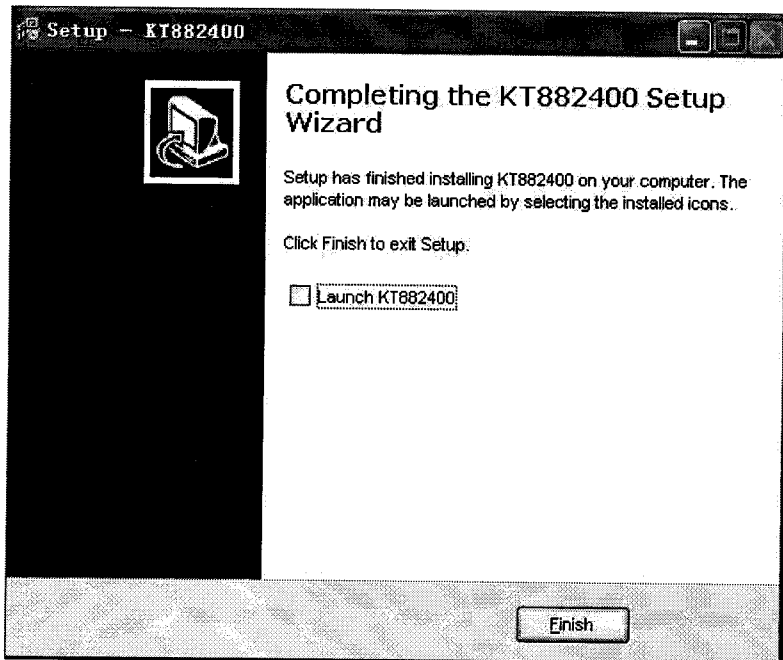 Setup - KT882400
Completing the KT882400 Setup
Wizard
Setup has finished installing KT882400 on your computer. The
application may be launched by selecting the installed icons.
Click Finish to exit Setup.
Launch KT882400
Finish